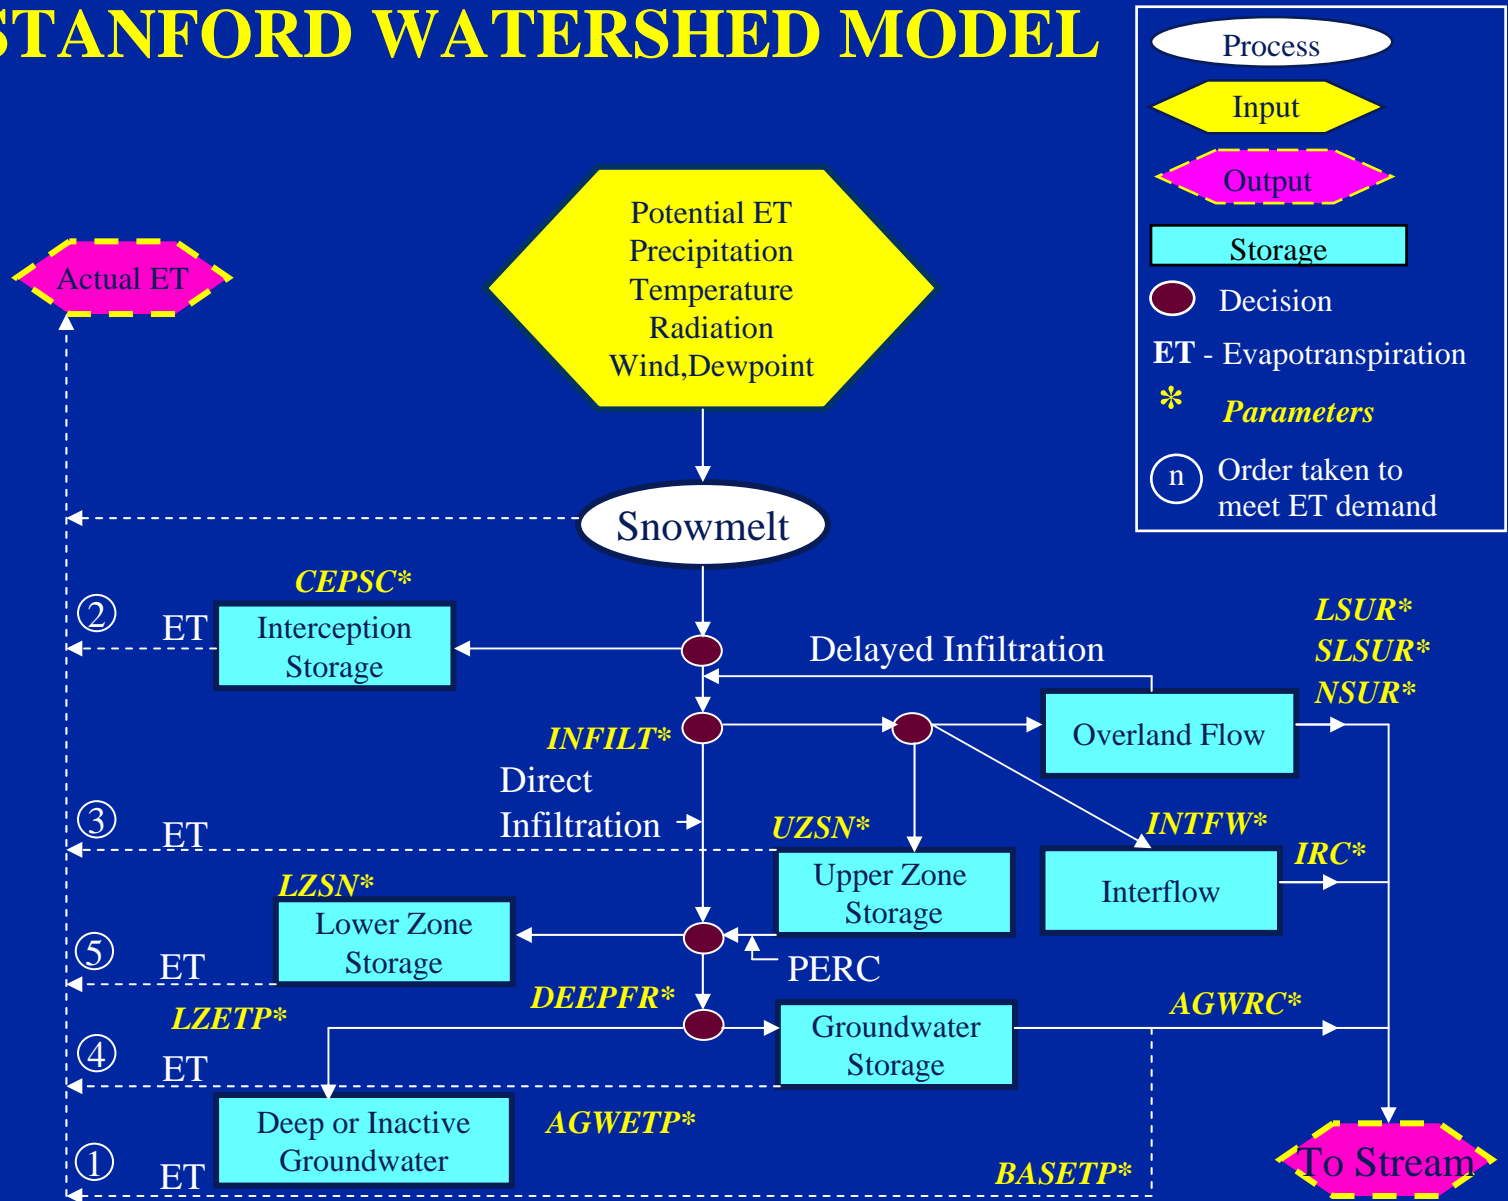 STANFORD WATERSHED MODEL
Process
Input
Output
Storage
Decision
ET - Evapotranspiration
* Parameters
n Order taken to
meet ET demand
Potential ET
Precipitation
Temperature
Radiation
Wind,Dewpoint
Actual ET
Snowmelt
CEPSC*
2 ET
Interception
Storage
Delayed Infiltration
LSUR*
SLSUR*
NSUR*
INFILT*
Overland Flow
Direct
Infiltration
3 ET
UZSN*
INTFW*
IRC*
Upper Zone
Storage
Interflow
LZSN*
Lower Zone
Storage
5 ET
PERC
LZETP*
DEEPFR*
AGWRC*
Groundwater
Storage
4 ET
Deep or Inactive
Groundwater
AGWETP*
1 ET
BASETP*
To Stream